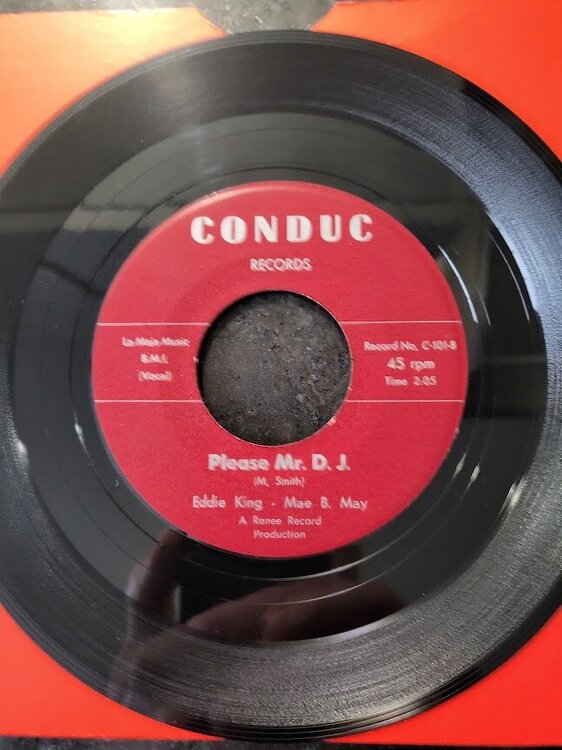 CONDUC
RECORDS
La Maja Music
B.M.I.
(Vocal)
Record No. C-101-B
45 rpm
Time 2:05
Please Mr. D. J.
(M. Smith)
Eddie King - Mae B. May
A Renee Record
Production